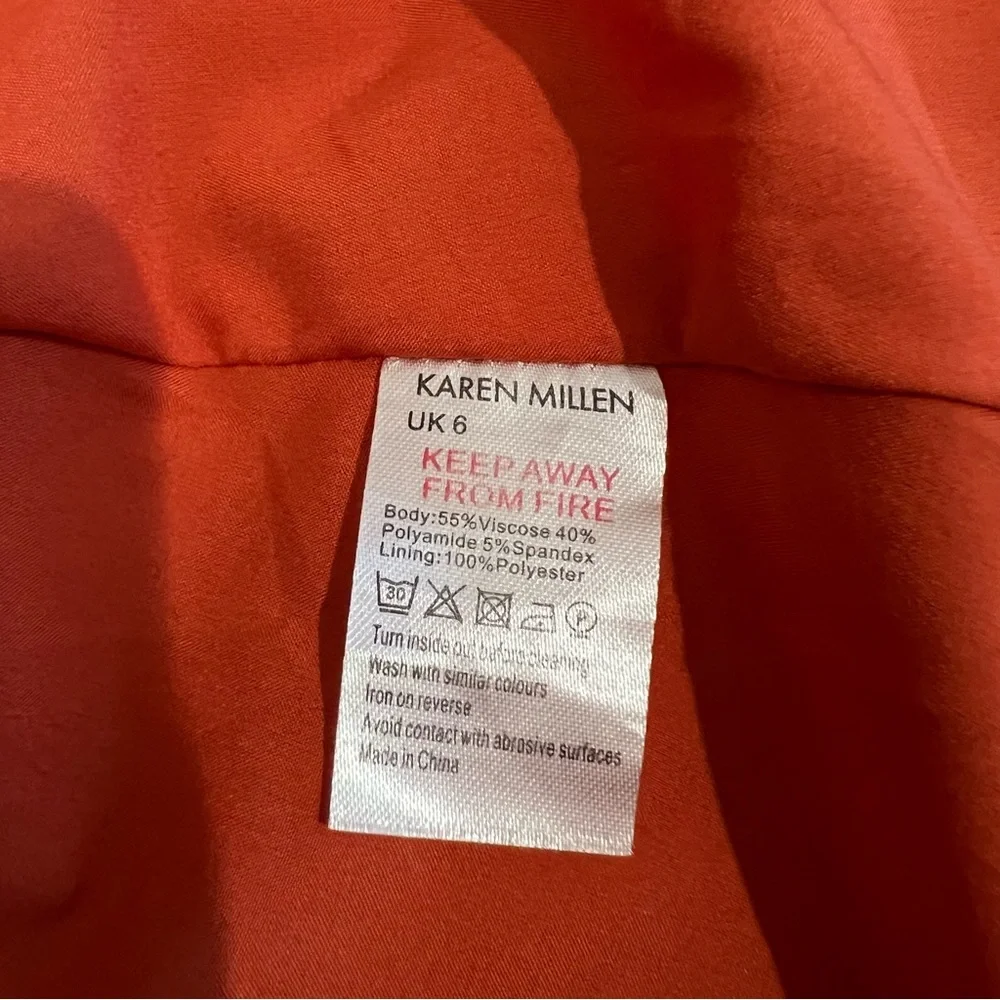 KAREN MILLEN
UK 6
KEEP AWAY
FROM FIRE
Body:55%Viscose 40%
Polyamide 5%Spandex
Lining:100%Polyester
30 P
Turn inside out before cleaning
Wash with similar colours
Iron on reverse
Avoid contact with abrosive surfaces
Made in China